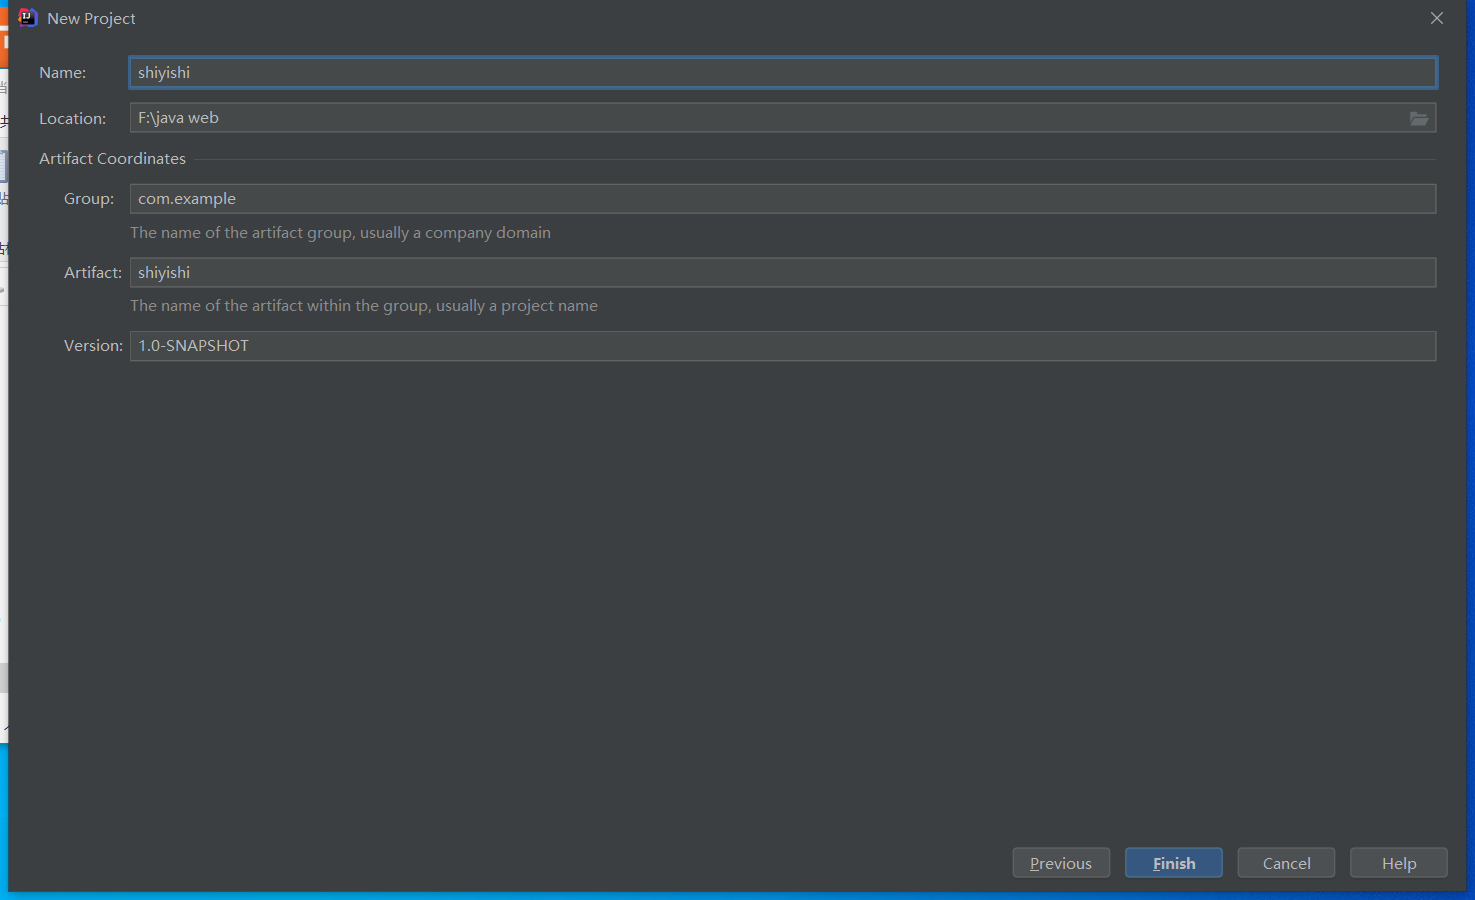 New Project
Name: shiyishi
Location: F:\java web
Artifact Coordinates
Group: com.example
The name of the artifact group, usually a company domain
Artifact: shiyishi
The name of the artifact within the group, usually a project name
Version: 1.0-SNAPSHOT
Previous Finish Cancel Help